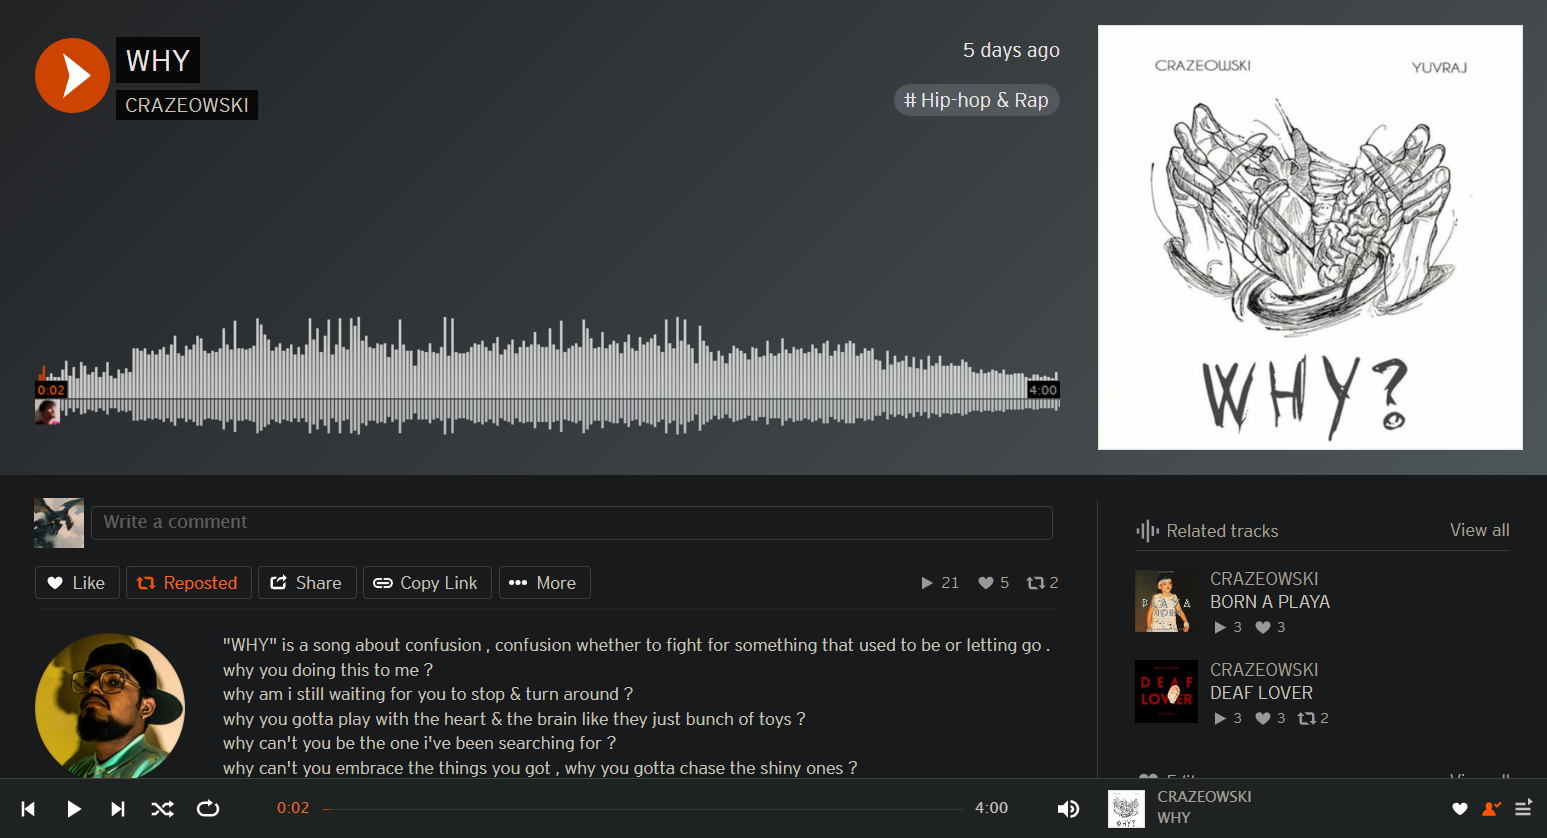 WHY
CRAZEOWSKI
5 days ago
# Hip-hop & Rap
CRAZEOWSKI
YUVRAJ
WHY?
0:02
4:00
Write a comment
Like
Reposted
Share
Copy Link
More
21
5
2
"WHY" is a song about confusion , confusion whether to fight for something that used to be or letting go .
why you doing this to me ?
why am i still waiting for you to stop & turn around ?
why you gotta play with the heart & the brain like they just bunch of toys ?
why can't you be the one i've been searching for ?
why can't you embrace the things you got , why you gotta chase the shiny ones ?
Related tracks
View all
CRAZEOWSKI
BORN A PLAYA
3
3
DEAF
LOVER
CRAZEOWSKI
DEAF LOVER
3
3
2
View all
0:02
4:00
WHY?
CRAZEOWSKI
WHY